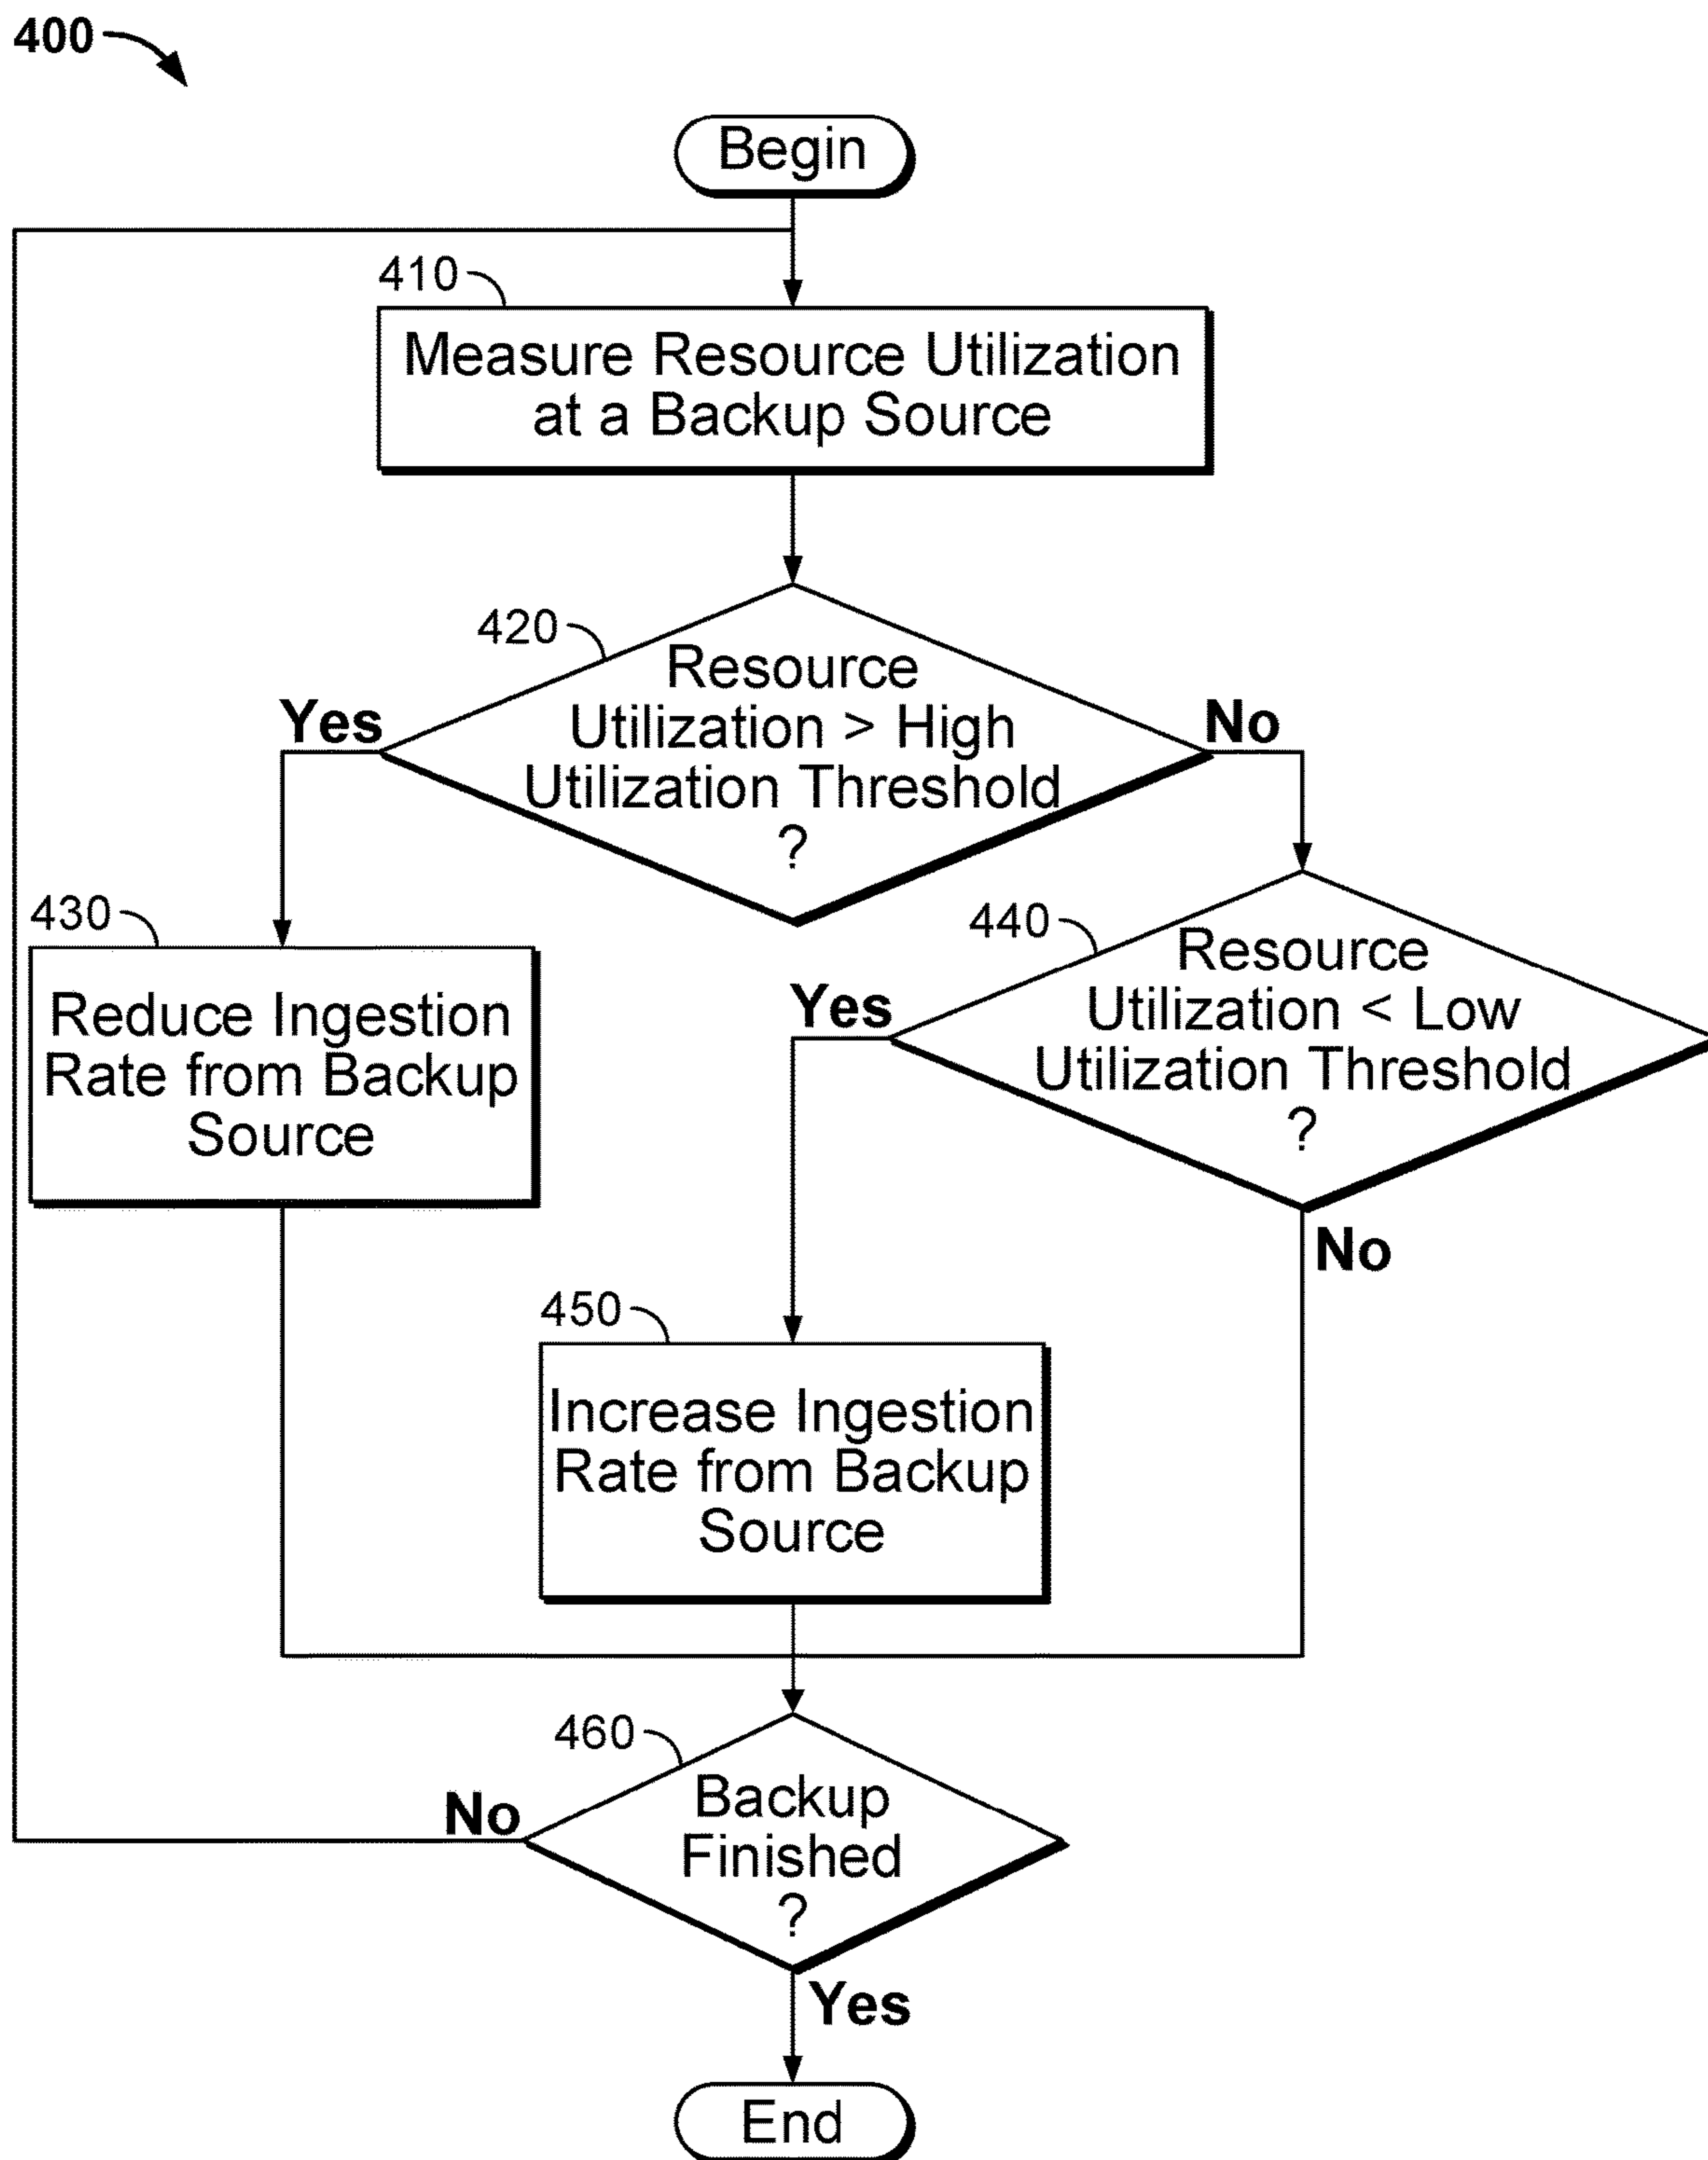 400
Begin
410
Measure Resource Utilization
at a Backup Source
420
Resource
Utilization > High
Utilization Threshold
?
Yes
No
430
Reduce Ingestion
Rate from Backup
Source
440
Resource
Utilization < Low
Utilization Threshold
?
Yes
No
450
Increase Ingestion
Rate from Backup
Source
460
Backup
Finished
?
No
Yes
End